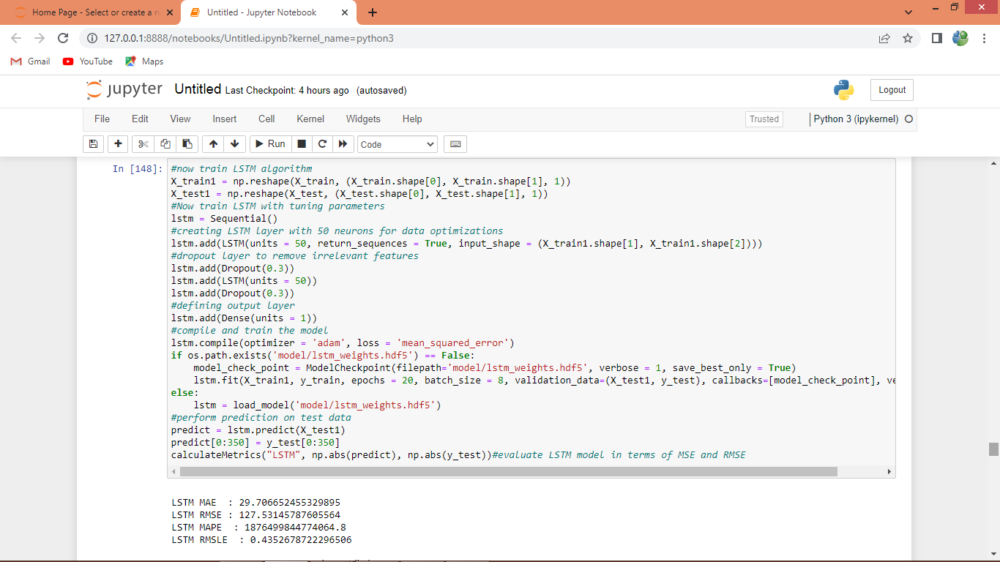 Home Page - Select or create a n
Untitled - Jupyter Notebook
127.0.0.1:8888/notebooks/Untitled.ipynb?kernel_name=python3
Gmail YouTube Maps
jupyter Untitled Last Checkpoint: 4 hours ago (autosaved)
Logout
File Edit View Insert Cell Kernel Widgets Help
Trusted
Python 3 (ipykernel)
Run
Code
In [148]:
#now train LSTM algorithm
X_train1 = np.reshape(X_train, (X_train.shape[0], X_train.shape[1], 1))
X_test1 = np.reshape(X_test, (X_test.shape[0], X_test.shape[1], 1))
#Now train LSTM with tuning parameters
lstm = Sequential()
#creating LSTM layer with 50 neurons for data optimizations
lstm.add(LSTM(units = 50, return_sequences = True, input_shape = (X_train1.shape[1], X_train1.shape[2])))
#dropout layer to remove irrelevant features
lstm.add(Dropout(0.3))
lstm.add(LSTM(units = 50))
lstm.add(Dropout(0.3))
#defining output layer
lstm.add(Dense(units = 1))
#compile and train the model
lstm.compile(optimizer = 'adam', loss = 'mean_squared_error')
if os.path.exists('model/lstm_weights.hdf5') == False:
    model_check_point = ModelCheckpoint(filepath='model/lstm_weights.hdf5', verbose = 1, save_best_only = True)
    lstm.fit(X_train1, y_train, epochs = 20, batch_size = 8, validation_data=(X_test1, y_test), callbacks=[model_check_point], ve
else:
    lstm = load_model('model/lstm_weights.hdf5')
#perform prediction on test data
predict = lstm.predict(X_test1)
predict[0:350] = y_test[0:350]
calculateMetrics("LSTM", np.abs(predict), np.abs(y_test))#evaluate LSTM model in terms of MSE and RMSE
LSTM MAE  : 29.706652455329895
LSTM RMSE : 127.53145787605564
LSTM MAPE  : 1876499844774064.8
LSTM RMSLE  : 0.4352678722296506